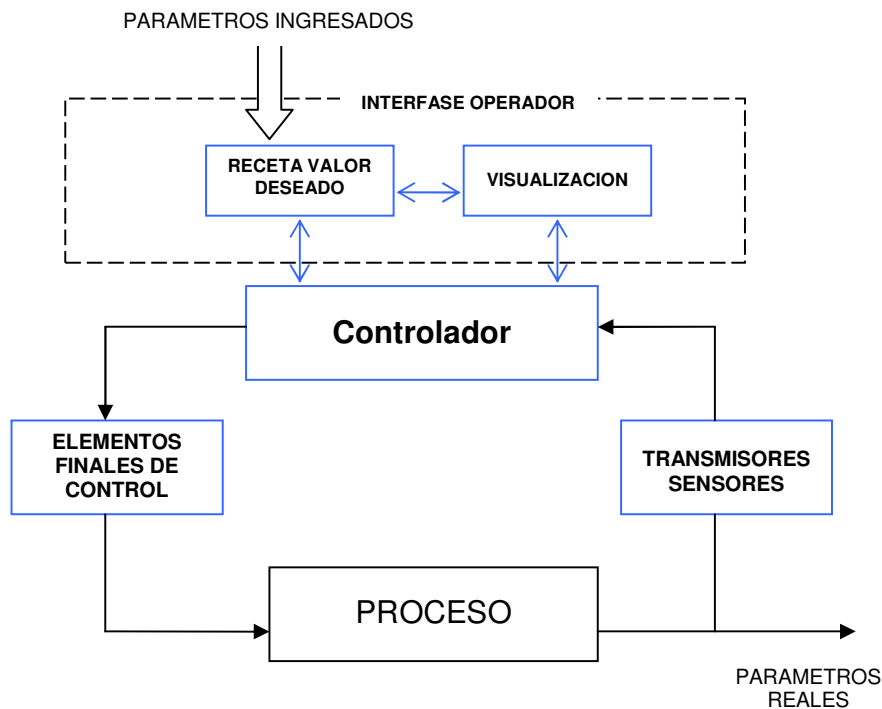 PARAMETROS INGRESADOS
INTERFASE OPERADOR
RECETA VALOR
DESEADO
VISUALIZACION
Controlador
ELEMENTOS
FINALES DE
CONTROL
TRANSMISORES
SENSORES
PROCESO
PARAMETROS
REALES